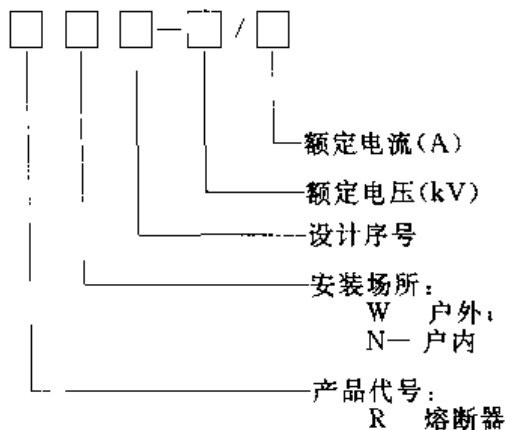 □ □ □—□/□
额定电流(A)
额定电压(kV)
设计序号
安装场所：
W 户外；
N— 户内
产品代号：
R 熔断器